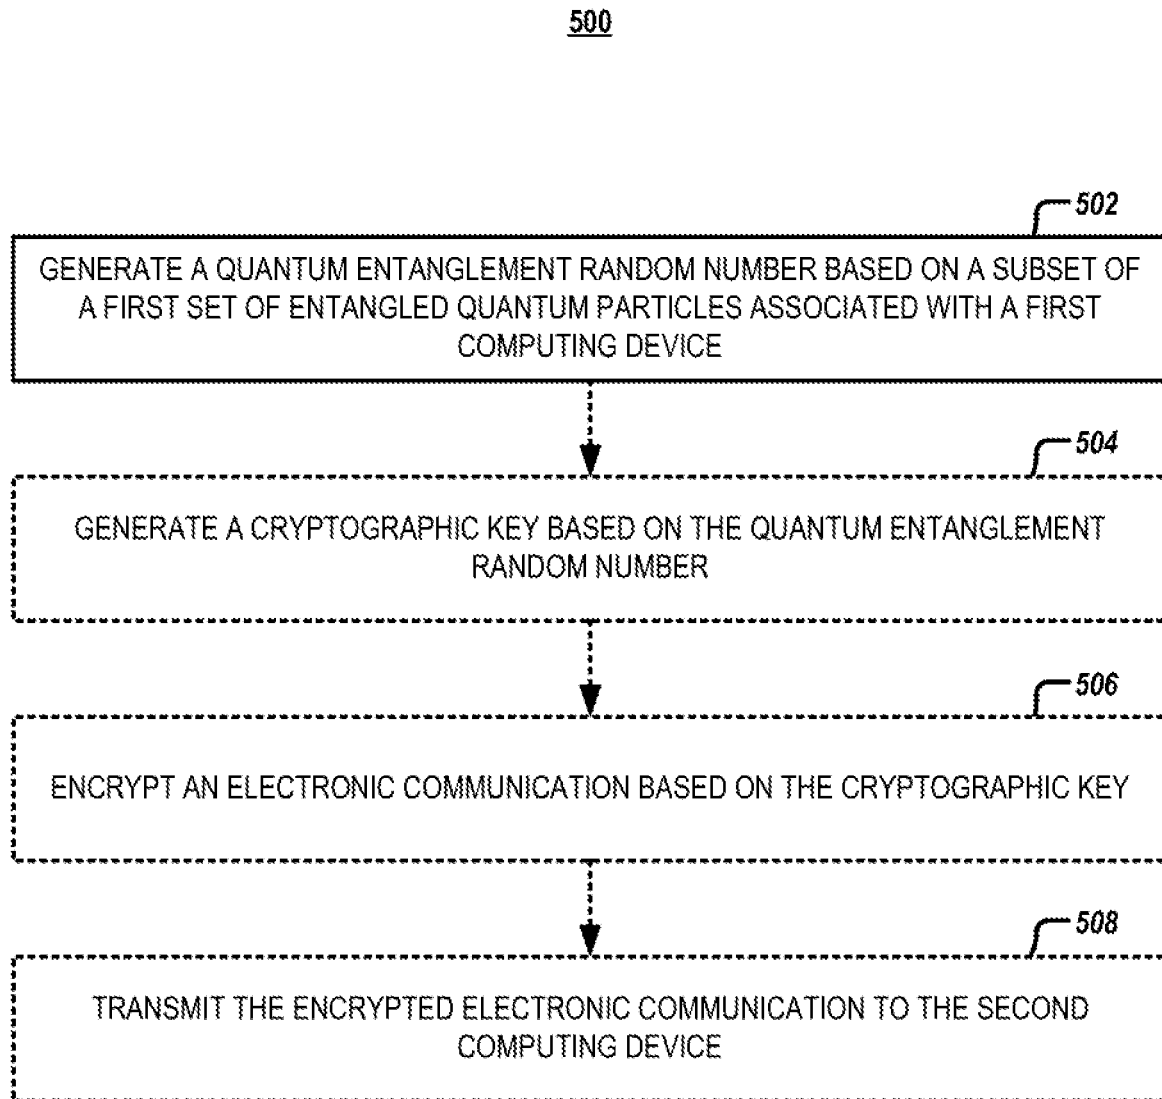 500
502
GENERATE A QUANTUM ENTANGLEMENT RANDOM NUMBER BASED ON A SUBSET OF
A FIRST SET OF ENTANGLED QUANTUM PARTICLES ASSOCIATED WITH A FIRST
COMPUTING DEVICE
504
GENERATE A CRYPTOGRAPHIC KEY BASED ON THE QUANTUM ENTANGLEMENT
RANDOM NUMBER
506
ENCRYPT AN ELECTRONIC COMMUNICATION BASED ON THE CRYPTOGRAPHIC KEY
508
TRANSMIT THE ENCRYPTED ELECTRONIC COMMUNICATION TO THE SECOND
COMPUTING DEVICE